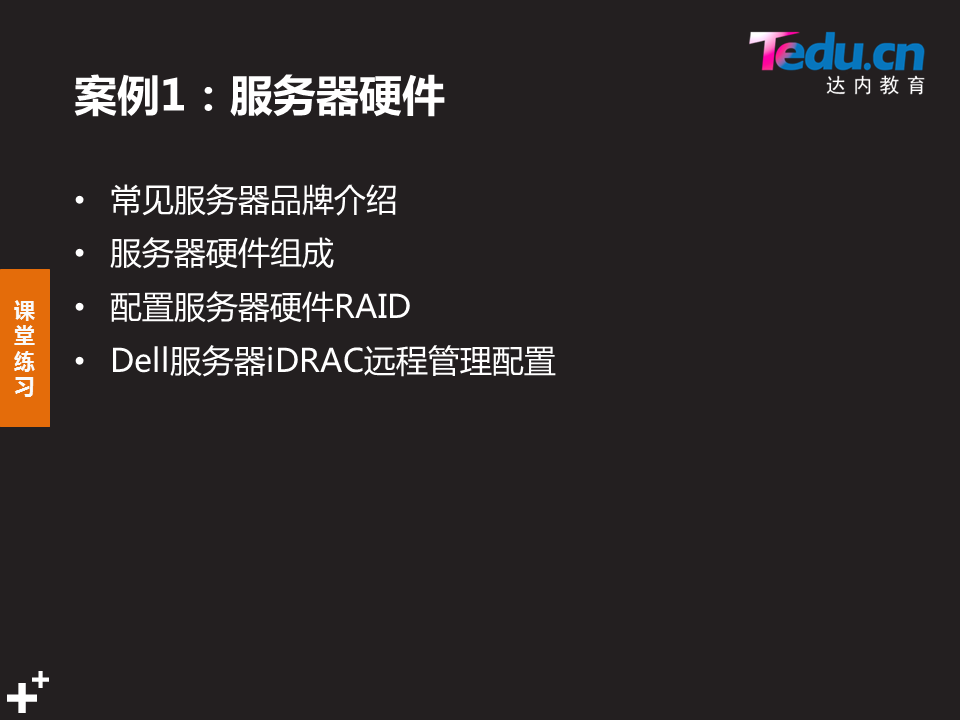 Tedu.cn
达内教育
案例1：服务器硬件
• 常见服务器品牌介绍
• 服务器硬件组成
• 配置服务器硬件RAID
• Dell服务器iDRAC远程管理配置
课
堂
练
习